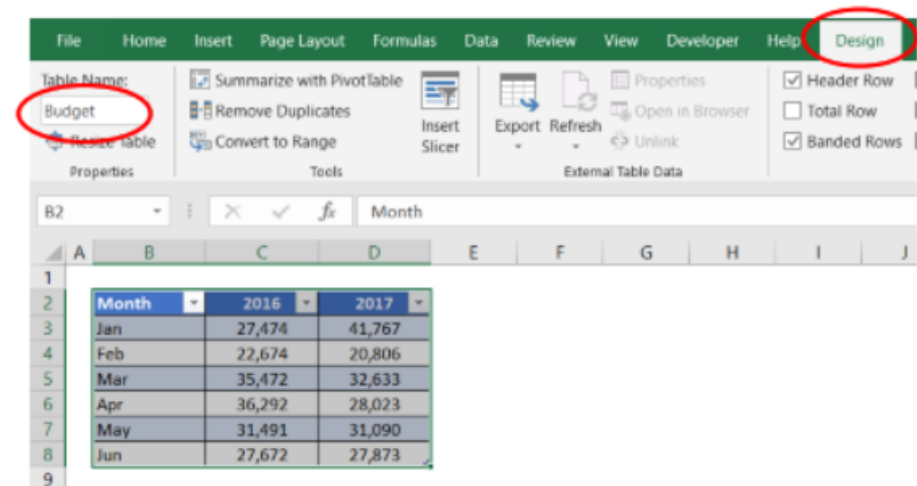 File Home Insert Page Layout Formulas Data Review View Developer Help Design
Table Name:
Budget
Resize Table
Properties
Summarize with PivotTable
Remove Duplicates
Convert to Range
Tools
Insert
Slicer
Export Refresh
Properties
Open in Browser
Unlink
External Table Data
Header Row
Total Row
Banded Rows
B2 fx Month
A B C D E F G H I J
1
2 Month 2016 2017
3 Jan 27,474 41,767
4 Feb 22,674 20,806
5 Mar 35,472 32,633
6 Apr 36,292 28,023
7 May 31,491 31,090
8 Jun 27,672 27,873
9